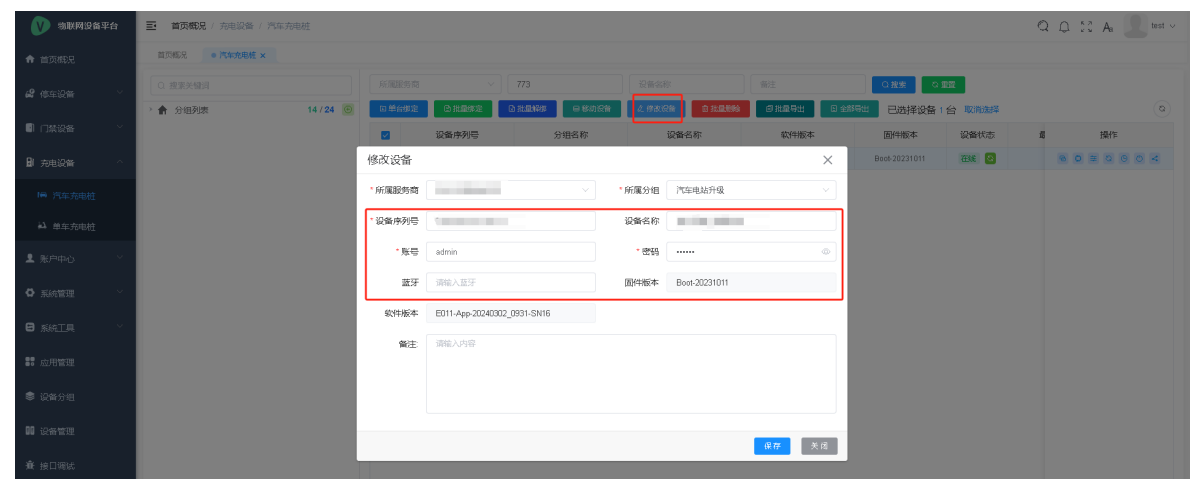 物联网设备平台
首页概况 / 充电设备 / 汽车充电桩
test
首页概况
汽车充电桩 ×
首页概况
停车设备
门禁设备
充电设备
汽车充电桩
单车充电桩
账户中心
系统管理
系统工具
应用管理
设备分组
设备管理
接口调试
搜索关键词
分组列表 14 / 24
所属服务商 773 设备名称 备注 搜索 重置
单台绑定 批量绑定 批量解绑 移动设备 修改设备 批量删除 批量导出 全部导出 已选择设备 1 台 取消选择
设备序列号 分组名称 设备名称 软件版本 固件版本 设备状态 操作
Boot-20231011 在线
修改设备 ×
* 所属服务商 * 所属分组 汽车电站升级
* 设备序列号 设备名称
* 账号 admin * 密码 ······
蓝牙 请输入蓝牙 固件版本 Boot-20231011
软件版本 E011-App-20240302_0931-SN16
备注 请输入内容
保存 关闭